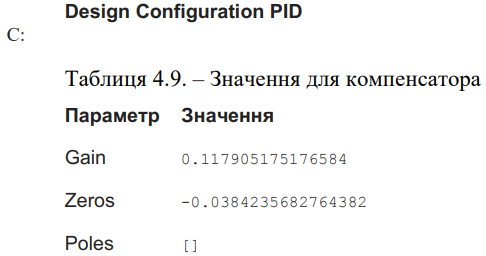 Design Configuration PID
C:
Таблиця 4.9. – Значення для компенсатора
Параметр Значення
Gain 0.117905175176584
Zeros -0.0384235682764382
Poles []